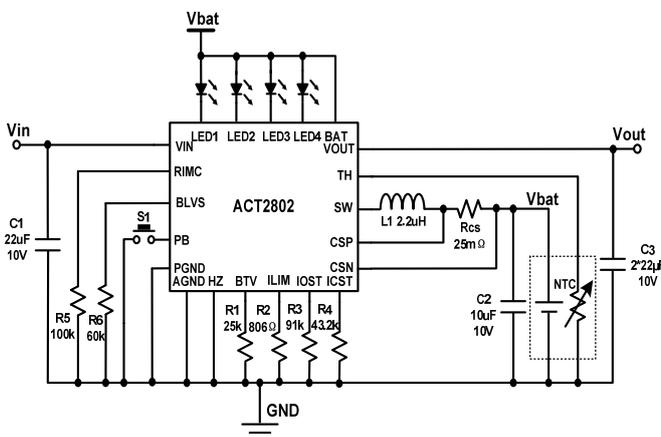 Vbat
LED1 LED2 LED3 LED4 BAT
Vin
VIN
VOUT
Vout
RIMC
TH
BLVS
ACT2802
SW
L1 2.2uH
Rcs
25mΩ
Vbat
S1
PB
CSP
C1
22uF
10V
PGND
CSN
AGND HZ BTV ILIM IOST ICST
NTC
C3
2*22µ
10V
R5
100k
R6
60k
R1
25k
R2
806Ω
R3
91k
R4
43.2k
C2
10uF
10V
GND